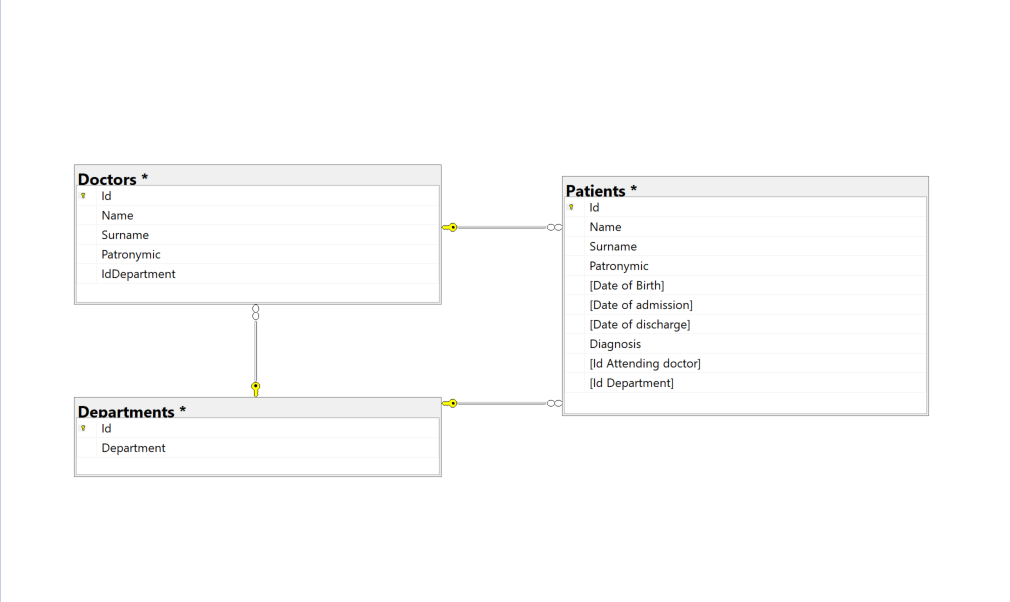 Doctors *
Id
Name
Surname
Patronymic
IdDepartment
Patients *
Id
Name
Surname
Patronymic
[Date of Birth]
[Date of admission]
[Date of discharge]
Diagnosis
[Id Attending doctor]
[Id Department]
Departments *
Id
Department